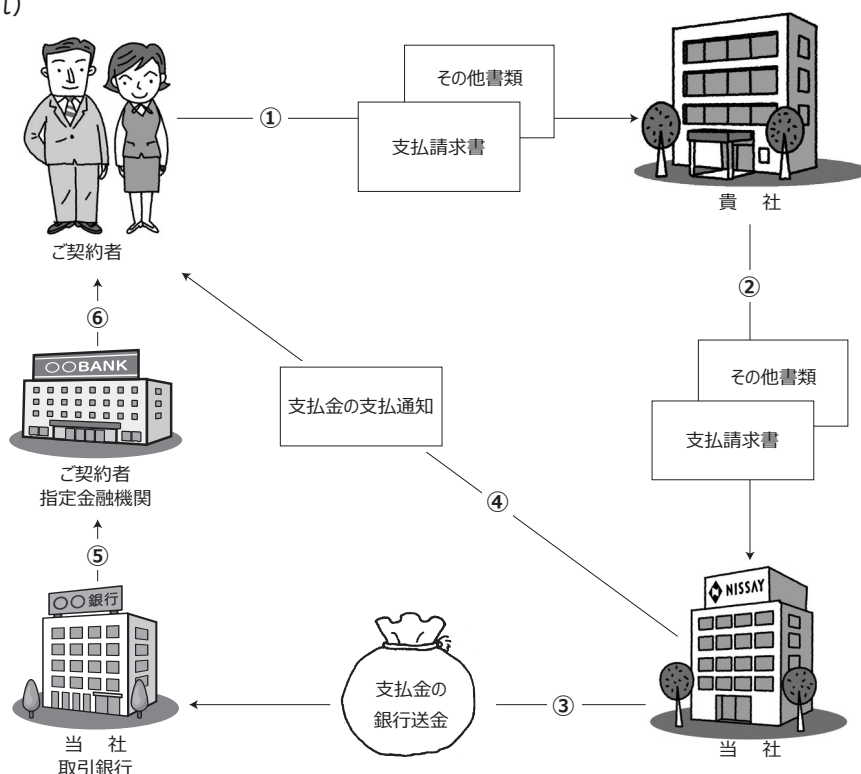 し)
①
その他書類
支払請求書
貴 社
ご契約者
②
⑥
○○BANK
その他書類
支払請求書
支払金の支払通知
ご契約者
指定金融機関
④
⑤
○○銀行
N NISSAY
支払金の
銀行送金
③
当 社
取引銀行
当 社